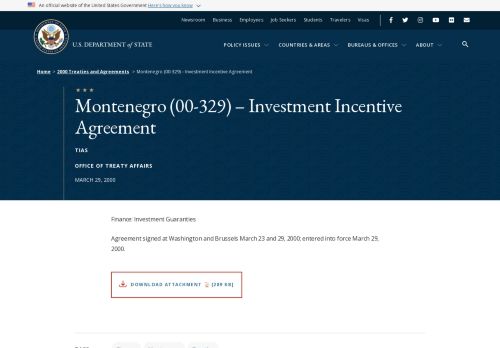 An official website of the United States Government Here's how you know
Newsroom Business Employers Job Seekers Students Travelers Visas
U.S. DEPARTMENT of STATE
POLICY ISSUES COUNTRIES & AREAS BUREAUS & OFFICES ABOUT
Home > 2000 Treaties and Agreements > Montenegro (00-329) - Investment Incentive Agreement
Montenegro (00-329) – Investment Incentive
Agreement
TIAS
OFFICE OF TREATY AFFAIRS
MARCH 29, 2000
Finance: Investment Guaranties
Agreement signed at Washington and Brussels March 23 and 29, 2000; entered into force March 29,
2000.
DOWNLOAD ATTACHMENT [289 KB]